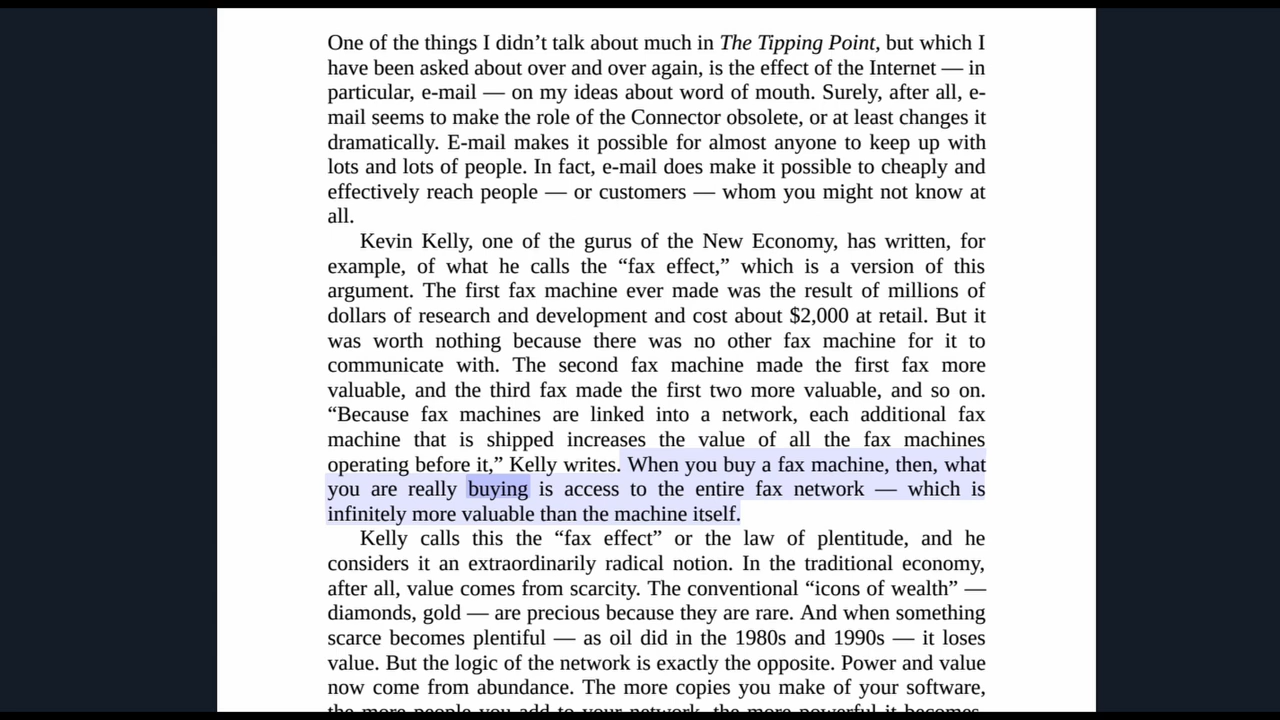 One of the things I didn’t talk about much in The Tipping Point, but which I
have been asked about over and over again, is the effect of the Internet — in
particular, e-mail — on my ideas about word of mouth. Surely, after all, e-
mail seems to make the role of the Connector obsolete, or at least changes it
dramatically. E-mail makes it possible for almost anyone to keep up with
lots and lots of people. In fact, e-mail does make it possible to cheaply and
effectively reach people — or customers — whom you might not know at
all.
Kevin Kelly, one of the gurus of the New Economy, has written, for
example, of what he calls the “fax effect,” which is a version of this
argument. The first fax machine ever made was the result of millions of
dollars of research and development and cost about $2,000 at retail. But it
was worth nothing because there was no other fax machine for it to
communicate with. The second fax machine made the first fax more
valuable, and the third fax made the first two more valuable, and so on.
“Because fax machines are linked into a network, each additional fax
machine that is shipped increases the value of all the fax machines
operating before it,” Kelly writes. When you buy a fax machine, then, what
you are really buying is access to the entire fax network — which is
infinitely more valuable than the machine itself.
Kelly calls this the “fax effect” or the law of plentitude, and he
considers it an extraordinarily radical notion. In the traditional economy,
after all, value comes from scarcity. The conventional “icons of wealth” —
diamonds, gold — are precious because they are rare. And when something
scarce becomes plentiful — as oil did in the 1980s and 1990s — it loses
value. But the logic of the network is exactly the opposite. Power and value
now come from abundance. The more copies you make of your software,
the more people you add to your network, the more powerful it becomes.